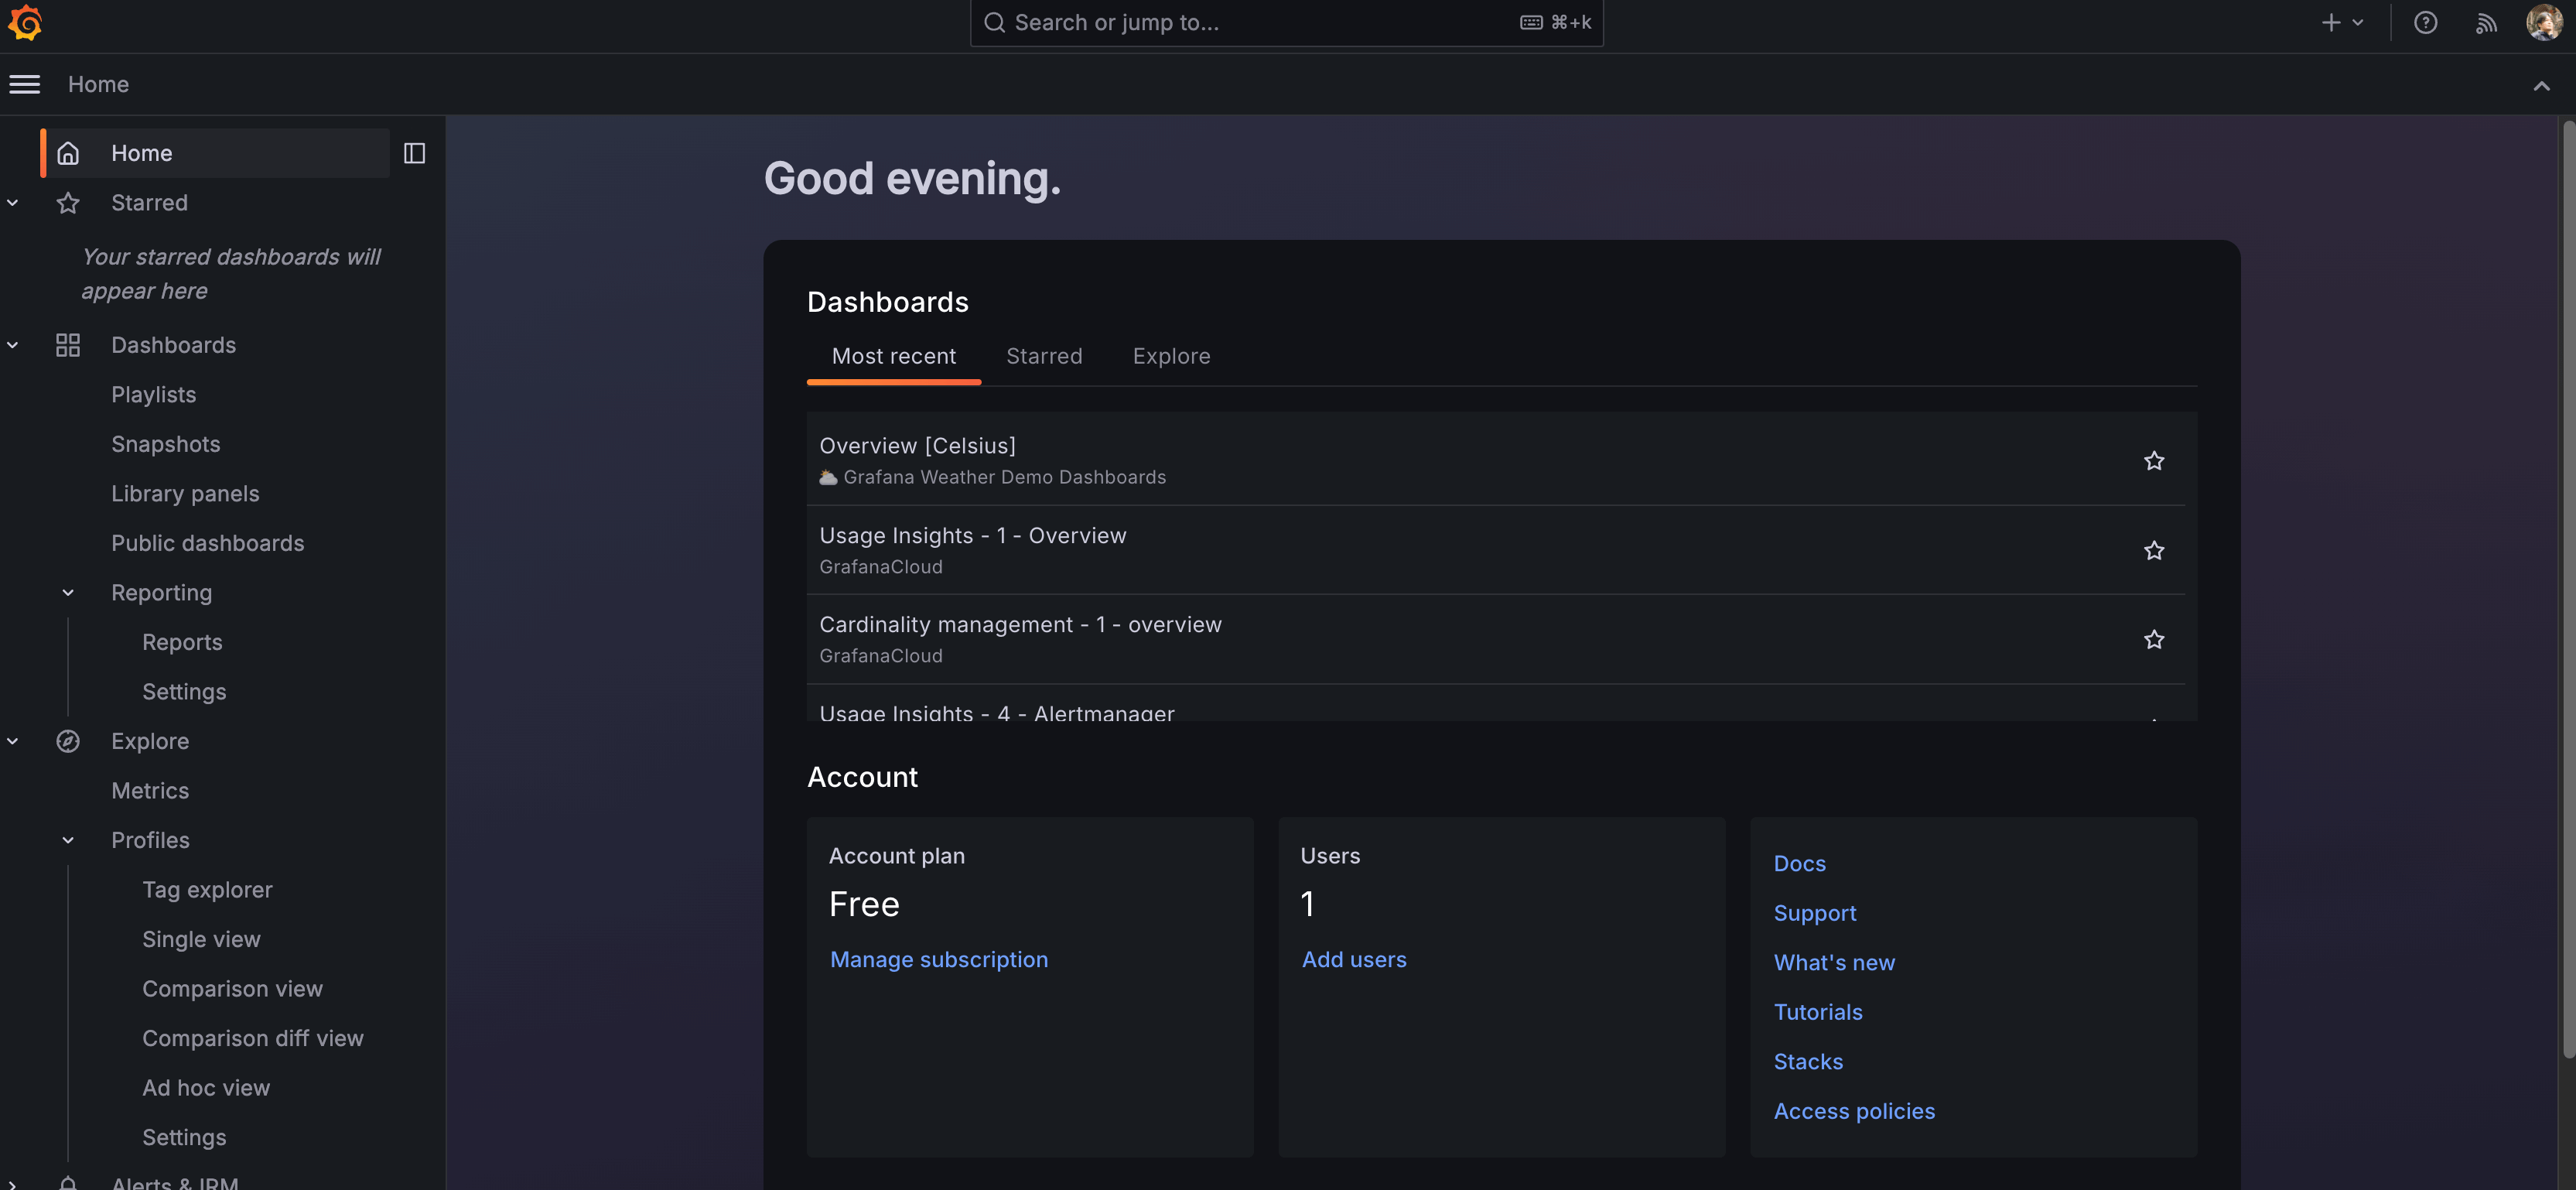 Search or jump to...
⌘+k
Home
Home
Starred
Your starred dashboards will
appear here
Dashboards
Playlists
Snapshots
Library panels
Public dashboards
Reporting
Reports
Settings
Explore
Metrics
Profiles
Tag explorer
Single view
Comparison view
Comparison diff view
Ad hoc view
Settings
Alerts & IRM
Good evening.
Dashboards
Most recent
Starred
Explore
Overview [Celsius]
Grafana Weather Demo Dashboards
Usage Insights - 1 - Overview
GrafanaCloud
Cardinality management - 1 - overview
GrafanaCloud
Usage Insights - 4 - Alertmanager
Account
Account plan
Free
Manage subscription
Users
1
Add users
Docs
Support
What's new
Tutorials
Stacks
Access policies